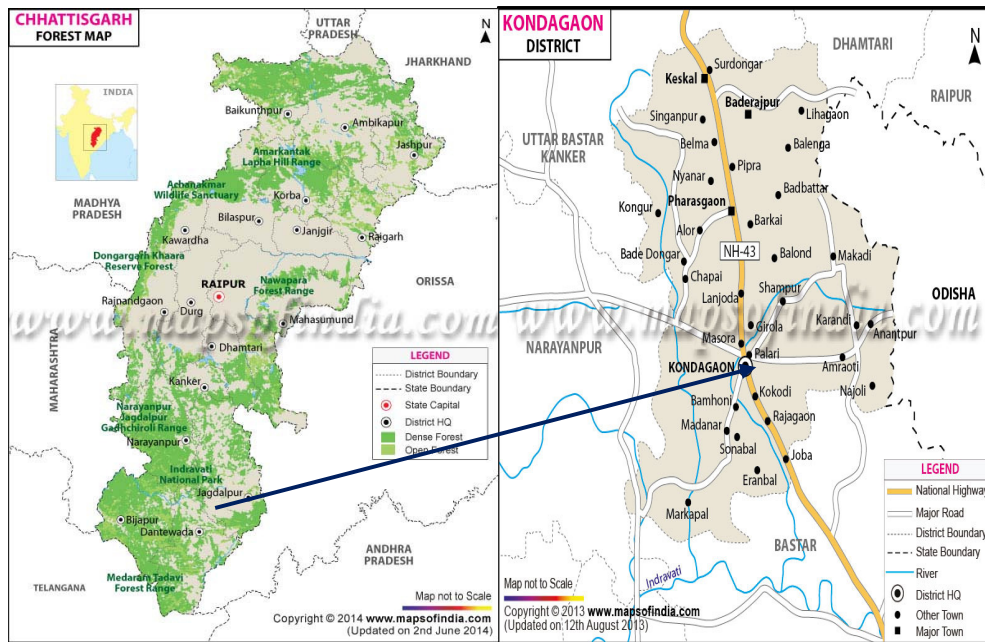 CHHATTISGARH
FOREST MAP
UTTAR
PRADESH
N
JHARKHAND
INDIA
Baikunthpur
Ambikapur
Jashpur
Amarkantak
Lapha Hill Range
Achanakmar
Wildlife Sanctuary
MADHYA
PRADESH
Korba
Bilaspur
Janjgir
Kawardha
Raigarh
Dongargarh Khaara
Reserve Forest
RAIPUR
Nawapara
Forest Range
ORISSA
Rajnandgaon
Durg
www.mapsofindia.com
Mahasumund
Dhamtari
MAHARASHTRA
Kanker
LEGEND
District Boundary
State Boundary
State Capital
District HQ
Dense Forest
Open Forest
Narayanpur
Jagdalpur
Gadhchiroli Range
Narayanpur
Indravati
National Park
Jagdalpur
Bijapur
Dantewada
ANDHRA
PRADESH
TELANGANA
Medaram Tadavi
Forest Range
Map not to Scale
Copyright © 2014 www.mapsofindia.com
(Updated on 2nd June 2014)
KONDAGAON
DISTRICT
DHAMTARI
N
Surdongar
Keskal
RAIPUR
Baderajpur
Lihagaon
Singanpur
UTTAR BASTAR
KANKER
Belma
Balenga
Pipra
Nyanar
Badbattar
Pharasgaon
Kongur
Barkai
Alor
NH-43
Bade Dongar
Balond
Makadi
Chapai
Shampur
Lanjoda
ODISHA
www.mapsofindia.com
Girola
Karandi
Anantpur
NARAYANPUR
Masora
Palari
KONDAGAON
Amraoti
Najoli
Kokodi
Bamhoni
Rajagaon
Madanar
Sonabal
Joba
Eranbal
Markapal
BASTAR
Indravati
LEGEND
National Highway
Major Road
District Boundary
State Boundary
River
District HQ
Other Town
Major Town
Map not to Scale
Copyright © 2013 www.mapsofindia.com
(Updated on 12th August 2013)